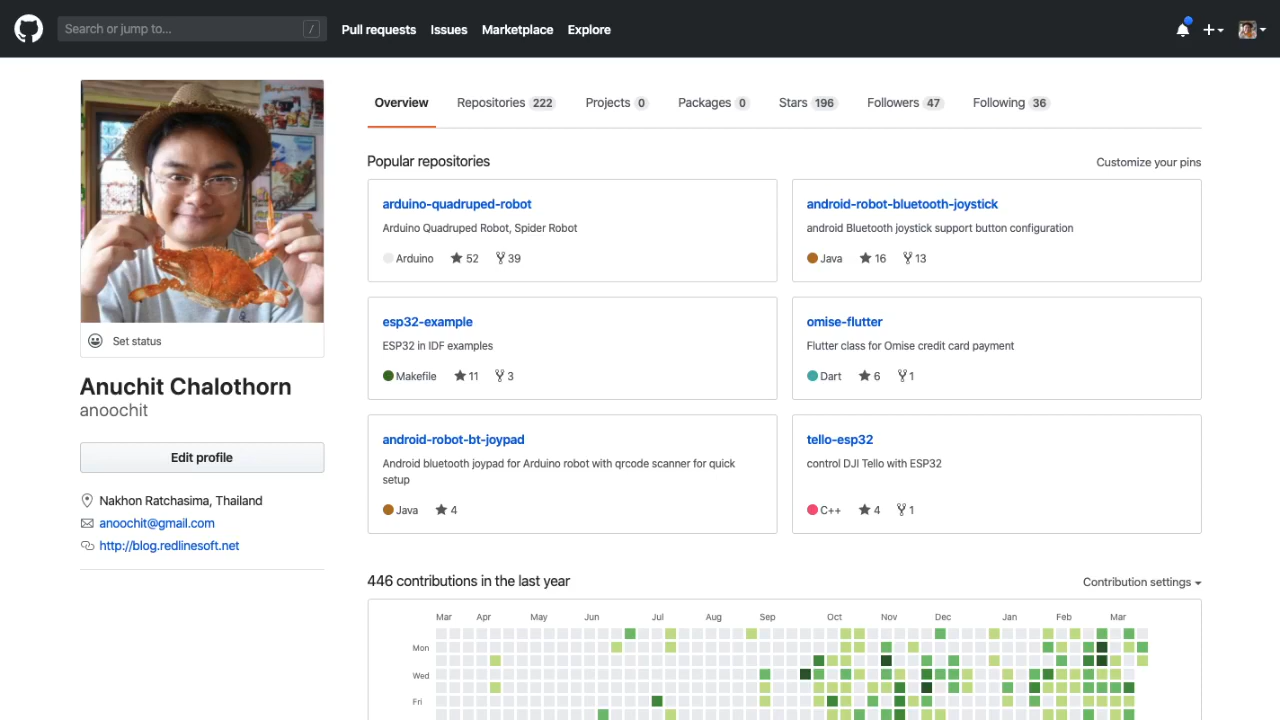 Search or jump to... /
Pull requests Issues Marketplace Explore
Overview Repositories 222 Projects 0 Packages 0 Stars 196 Followers 47 Following 36
Popular repositories Customize your pins
arduino-quadruped-robot
Arduino Quadruped Robot, Spider Robot
Arduino 52 39
android-robot-bluetooth-joystick
android Bluetooth joystick support button configuration
Java 16 13
esp32-example
ESP32 in IDF examples
Makefile 11 3
omise-flutter
Flutter class for Omise credit card payment
Dart 6 1
android-robot-bt-joypad
Android bluetooth joypad for Arduino robot with qrcode scanner for quick
setup
Java 4
tello-esp32
control DJI Tello with ESP32
C++ 4 1
Set status
Anuchit Chalothorn
anoochit
Edit profile
Nakhon Ratchasima, Thailand
anoochit@gmail.com
http://blog.redlinesoft.net
446 contributions in the last year Contribution settings
Mar Apr May Jun Jul Aug Sep Oct Nov Dec Jan Feb Mar
Mon
Wed
Fri